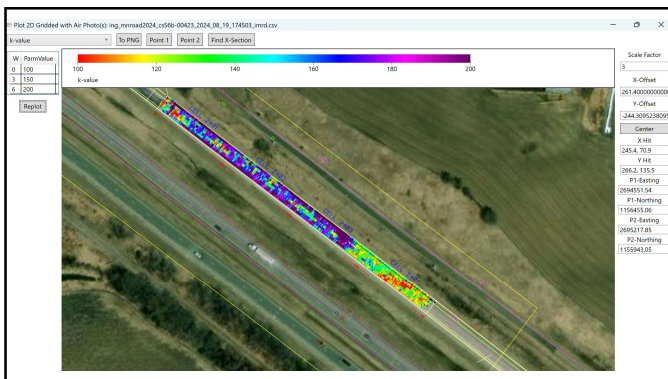 Plot 2D Gridded with Air Photo(s): ing_mnroad2024_cs56b-00423_2024_08_19_174503_imrd.csv
k-value
To PNG
Point 1
Point 2
Find X-Section
W ParmValue
0 100
3 150
6 200
Replot
100 120 140 160 180 200
k-value
Scale Factor
3
X-Offset
261.4000000000
Y-Offset
-244.3095238095
Center
X Hit
245.4, 70.9
Y Hit
266.2, 135.5
P1-Easting
2694551.54
P1-Northing
1156455.06
P2-Easting
2695217.85
P2-Northing
1155943.05